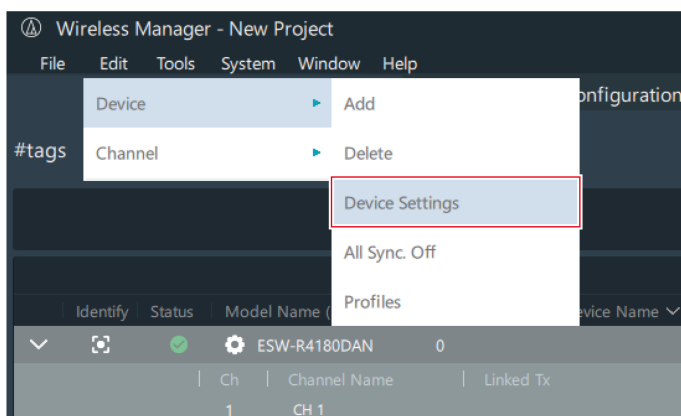 Wireless Manager - New Project
File Edit Tools System Window Help
Device Add onfiguration
#tags Channel Delete
Device Settings
All Sync. Off
Profiles
Identify Status Model Name ( evice Name
ESW-R4180DAN 0
Ch Channel Name Linked Tx
1 CH 1